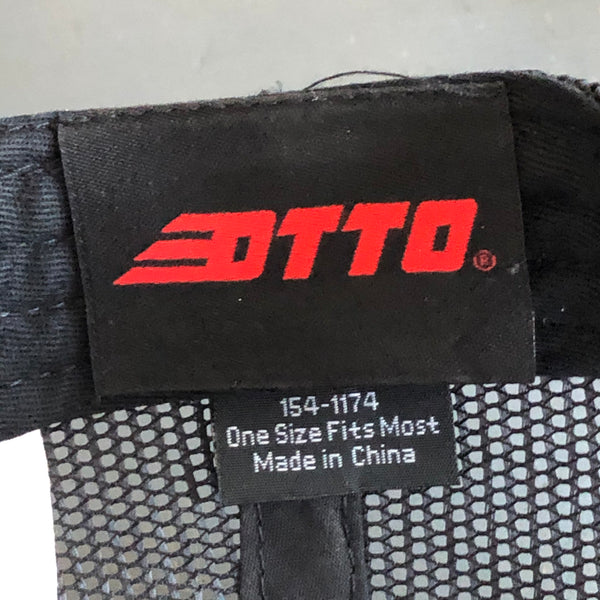 OTTO®
154-1174
One Size Fits Most
Made in China